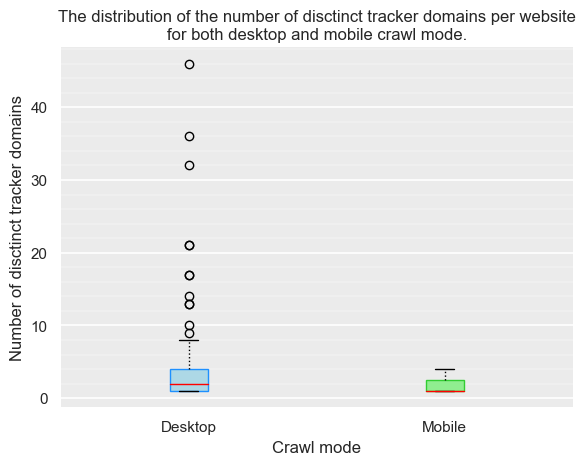 The distribution of the number of disctinct tracker domains per website
for both desktop and mobile crawl mode.
Number of disctinct tracker domains
40
30
20
10
0
Desktop
Mobile
Crawl mode